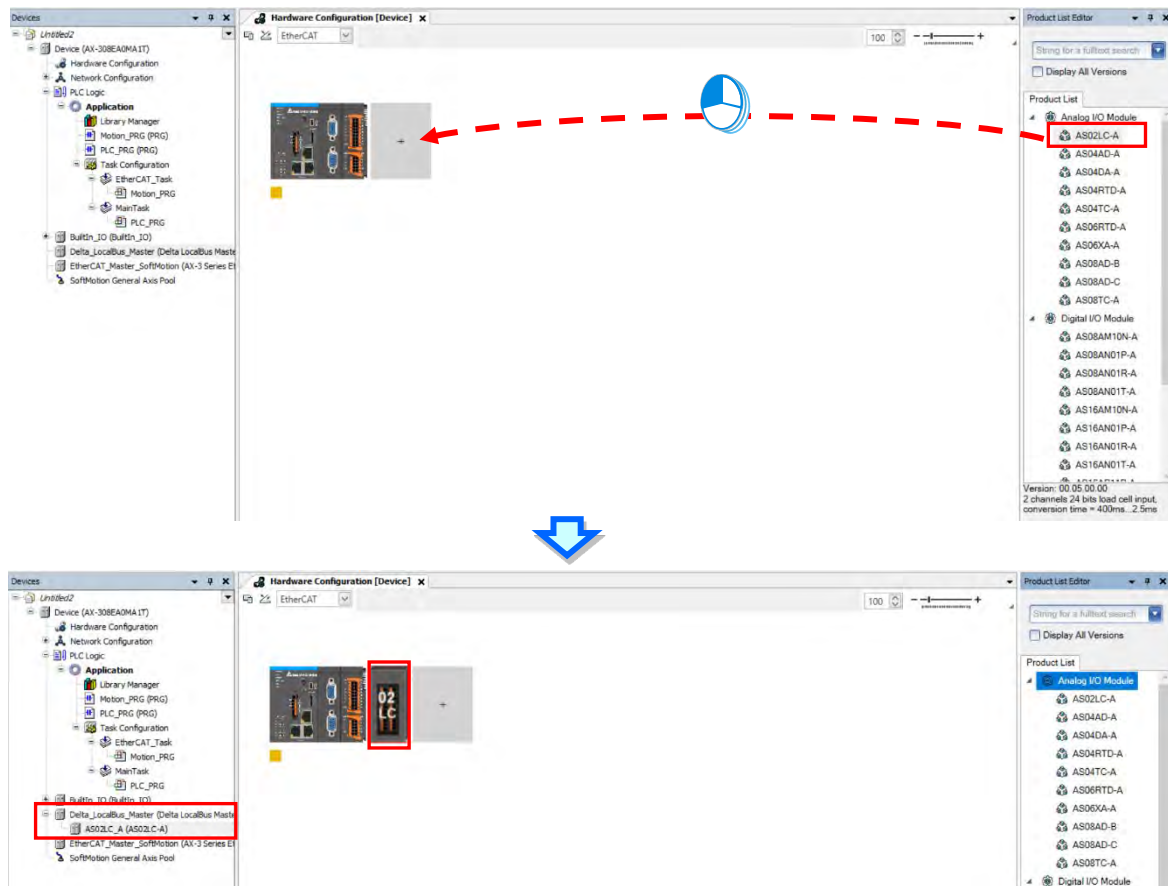 Devices
Untitled2
Device (AX-308EA0MA1T)
Hardware Configuration
Network Configuration
PLC Logic
Application
Library Manager
Motion_PRG (PRG)
PLC_PRG (PRG)
Task Configuration
EtherCAT_Task
Motion_PRG
MainTask
PLC_PRG
BuiltIn_IO (BuiltIn_IO)
Delta_LocalBus_Master (Delta LocalBus Maste
EtherCAT_Master_SoftMotion (AX-3 Series Et
SoftMotion General Axis Pool
Hardware Configuration [Device]
EtherCAT
100
Product List Editor
String for a fulltext search
Display All Versions
Product List
Analog I/O Module
AS02LC-A
AS04AD-A
AS04DA-A
AS04RTD-A
AS04TC-A
AS06RTD-A
AS06XA-A
AS08AD-B
AS08AD-C
AS08TC-A
Digital I/O Module
AS08AM10N-A
AS08AN01P-A
AS08AN01R-A
AS08AN01T-A
AS16AM10N-A
AS16AN01P-A
AS16AN01R-A
AS16AN01T-A
Version: 00.05.00.00
2 channels 24 bits load cell input,
conversion time = 400ms...2.5ms
Devices
Untitled2
Device (AX-308EA0MA1T)
Hardware Configuration
Network Configuration
PLC Logic
Application
Library Manager
Motion_PRG (PRG)
PLC_PRG (PRG)
Task Configuration
EtherCAT_Task
Motion_PRG
MainTask
PLC_PRG
BuiltIn_IO (BuiltIn_IO)
Delta_LocalBus_Master (Delta LocalBus Maste
AS02LC_A (AS02LC-A)
EtherCAT_Master_SoftMotion (AX-3 Series Et
SoftMotion General Axis Pool
Hardware Configuration [Device]
EtherCAT
100
02
LC
Product List Editor
String for a fulltext search
Display All Versions
Product List
Analog I/O Module
AS02LC-A
AS04AD-A
AS04DA-A
AS04RTD-A
AS04TC-A
AS06RTD-A
AS06XA-A
AS08AD-B
AS08AD-C
AS08TC-A
Digital I/O Module